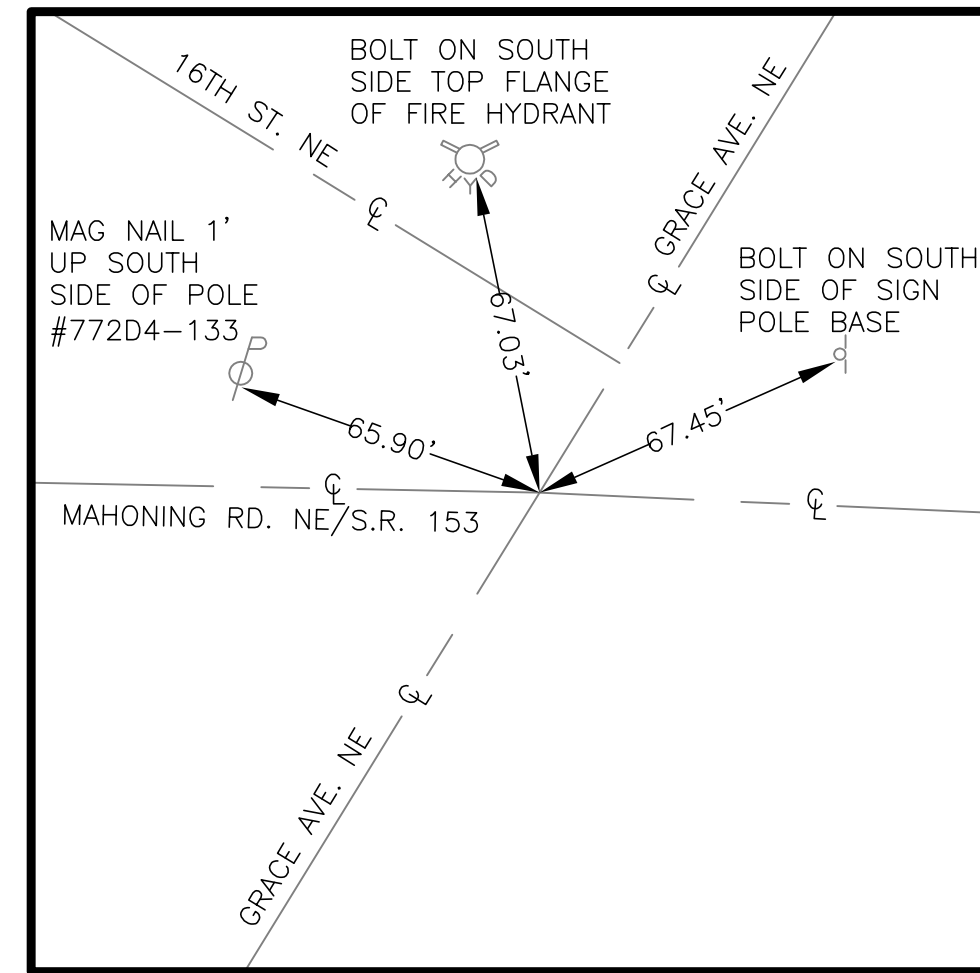 16TH ST. NE
BOLT ON SOUTH
SIDE TOP FLANGE
OF FIRE HYDRANT
HYD
GRACE AVE. NE
℄
℄
MAG NAIL 1'
UP SOUTH
SIDE OF POLE
#772D4-133
P
BOLT ON SOUTH
SIDE OF SIGN
POLE BASE
67.03'
65.90'
67.45'
℄
℄
MAHONING RD. NE/S.R. 153
℄
GRACE AVE. NE